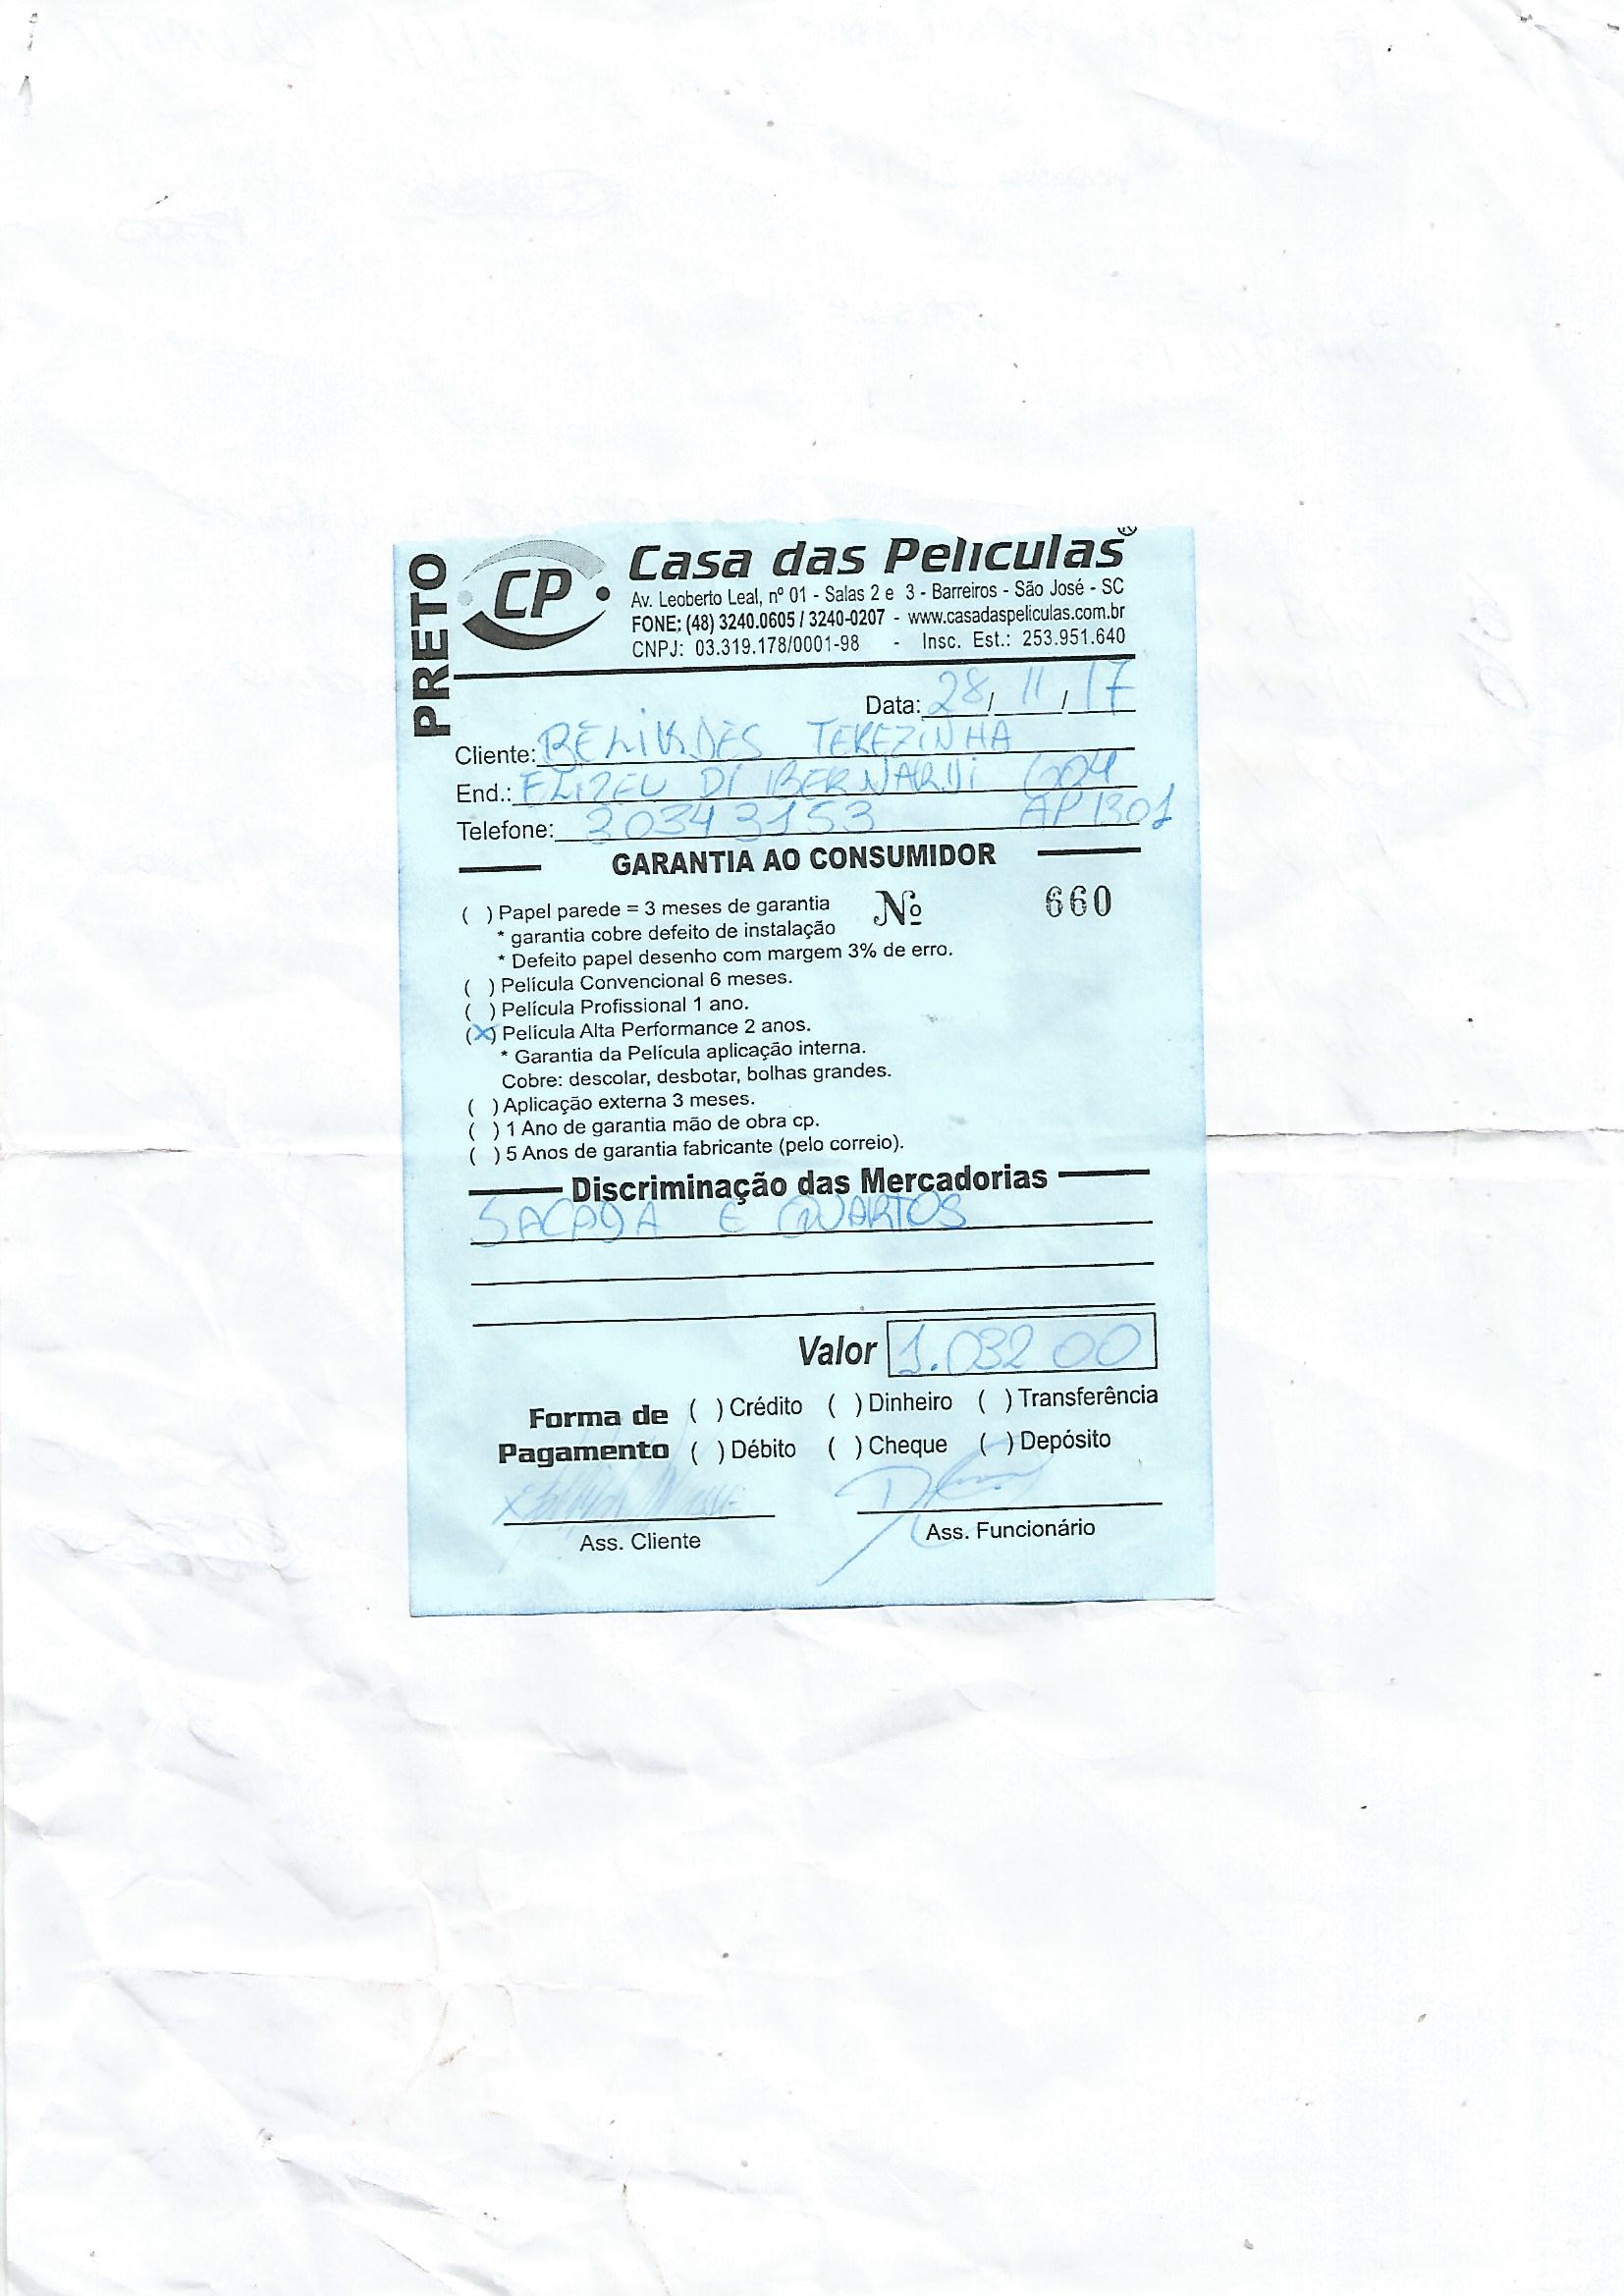 PRETO
CP
Casa das Películas®
Av. Leoberto Leal, nº 01 - Salas 2 e 3 - Barreiros - São José - SC
FONE: (48) 3240.0605 / 3240-0207 - www.casadaspeliculas.com.br
CNPJ: 03.319.178/0001-98 - Insc. Est.: 253.951.640
Data: 28/11/17
Cliente: TEREZINHA
End.: ELIZEU DI BERNARDI 604
AP 1301
Telefone: 30343153
GARANTIA AO CONSUMIDOR
( ) Papel parede = 3 meses de garantia Nº 660
* garantia cobre defeito de instalação
* Defeito papel desenho com margem 3% de erro.
( ) Película Convencional 6 meses.
( ) Película Profissional 1 ano.
(X) Película Alta Performance 2 anos.
* Garantia da Película aplicação interna.
Cobre: descolar, desbotar, bolhas grandes.
( ) Aplicação externa 3 meses.
( ) 1 Ano de garantia mão de obra cp.
( ) 5 Anos de garantia fabricante (pelo correio).
Discriminação das Mercadorias
SACADA E QUARTOS
Valor 1.032 00
Forma de Pagamento
( ) Crédito ( ) Dinheiro ( ) Transferência
( ) Débito ( ) Cheque ( ) Depósito
Ass. Cliente
Ass. Funcionário